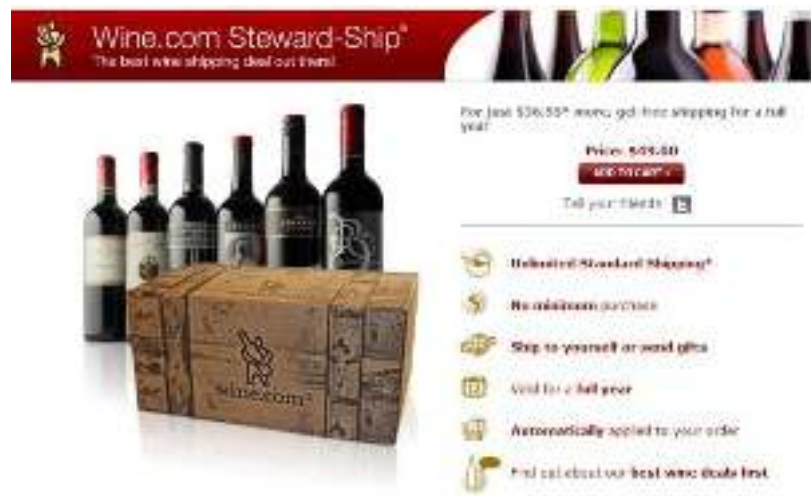 Wine.com Steward-Ship®
The best wine shipping deal out there!
For just $36.55* more, get free shipping for a full
year
Price: $49.00
ADD TO CART
Tell your friends
Unlimited Standard Shipping*
No minimum purchase
Ship to yourself or send gifts
Valid for a full year
Automatically applied to your order
Find out about our best wine deals first
wine.com